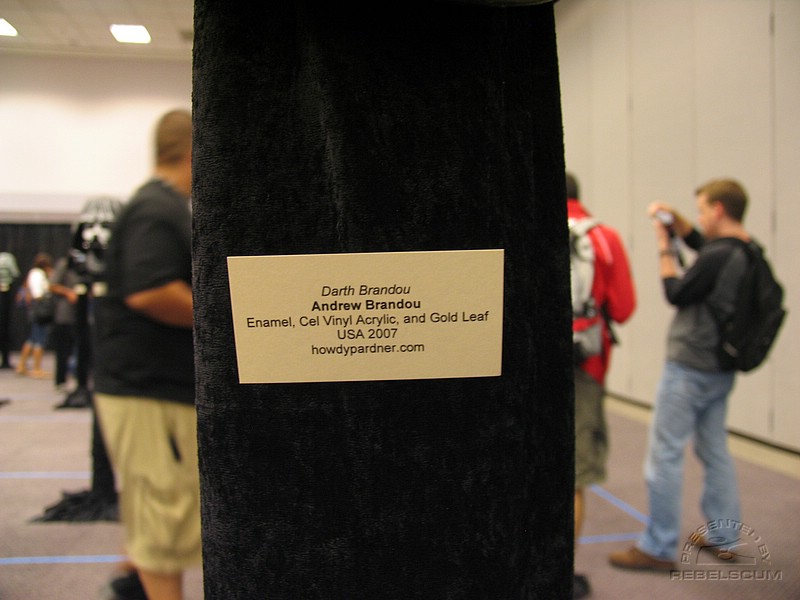 Darth Brandou
Andrew Brandou
Enamel, Cel Vinyl Acrylic, and Gold Leaf
USA 2007
howdypardner.com
PRESENTED BY
REBELSCUM